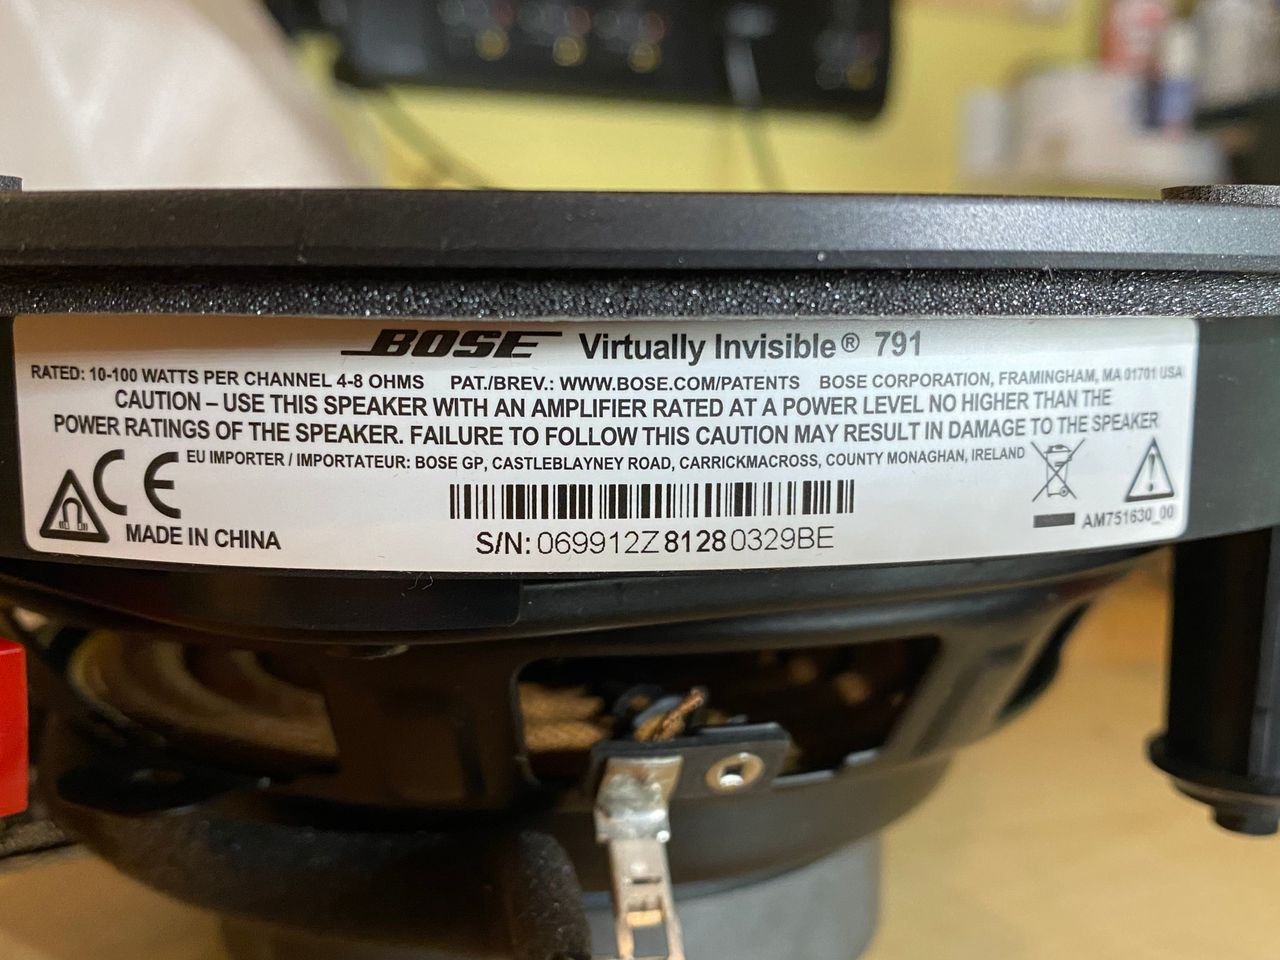 BOSE Virtually Invisible® 791
RATED: 10-100 WATTS PER CHANNEL 4-8 OHMS PAT./BREV.: WWW.BOSE.COM/PATENTS BOSE CORPORATION, FRAMINGHAM, MA 01701 USA
CAUTION – USE THIS SPEAKER WITH AN AMPLIFIER RATED AT A POWER LEVEL NO HIGHER THAN THE
POWER RATINGS OF THE SPEAKER. FAILURE TO FOLLOW THIS CAUTION MAY RESULT IN DAMAGE TO THE SPEAKER
EU IMPORTER / IMPORTATEUR: BOSE GP, CASTLEBLAYNEY ROAD, CARRICKMACROSS, COUNTY MONAGHAN, IRELAND
CE
MADE IN CHINA
S/N: 069912Z81280329BE
AM751630_00